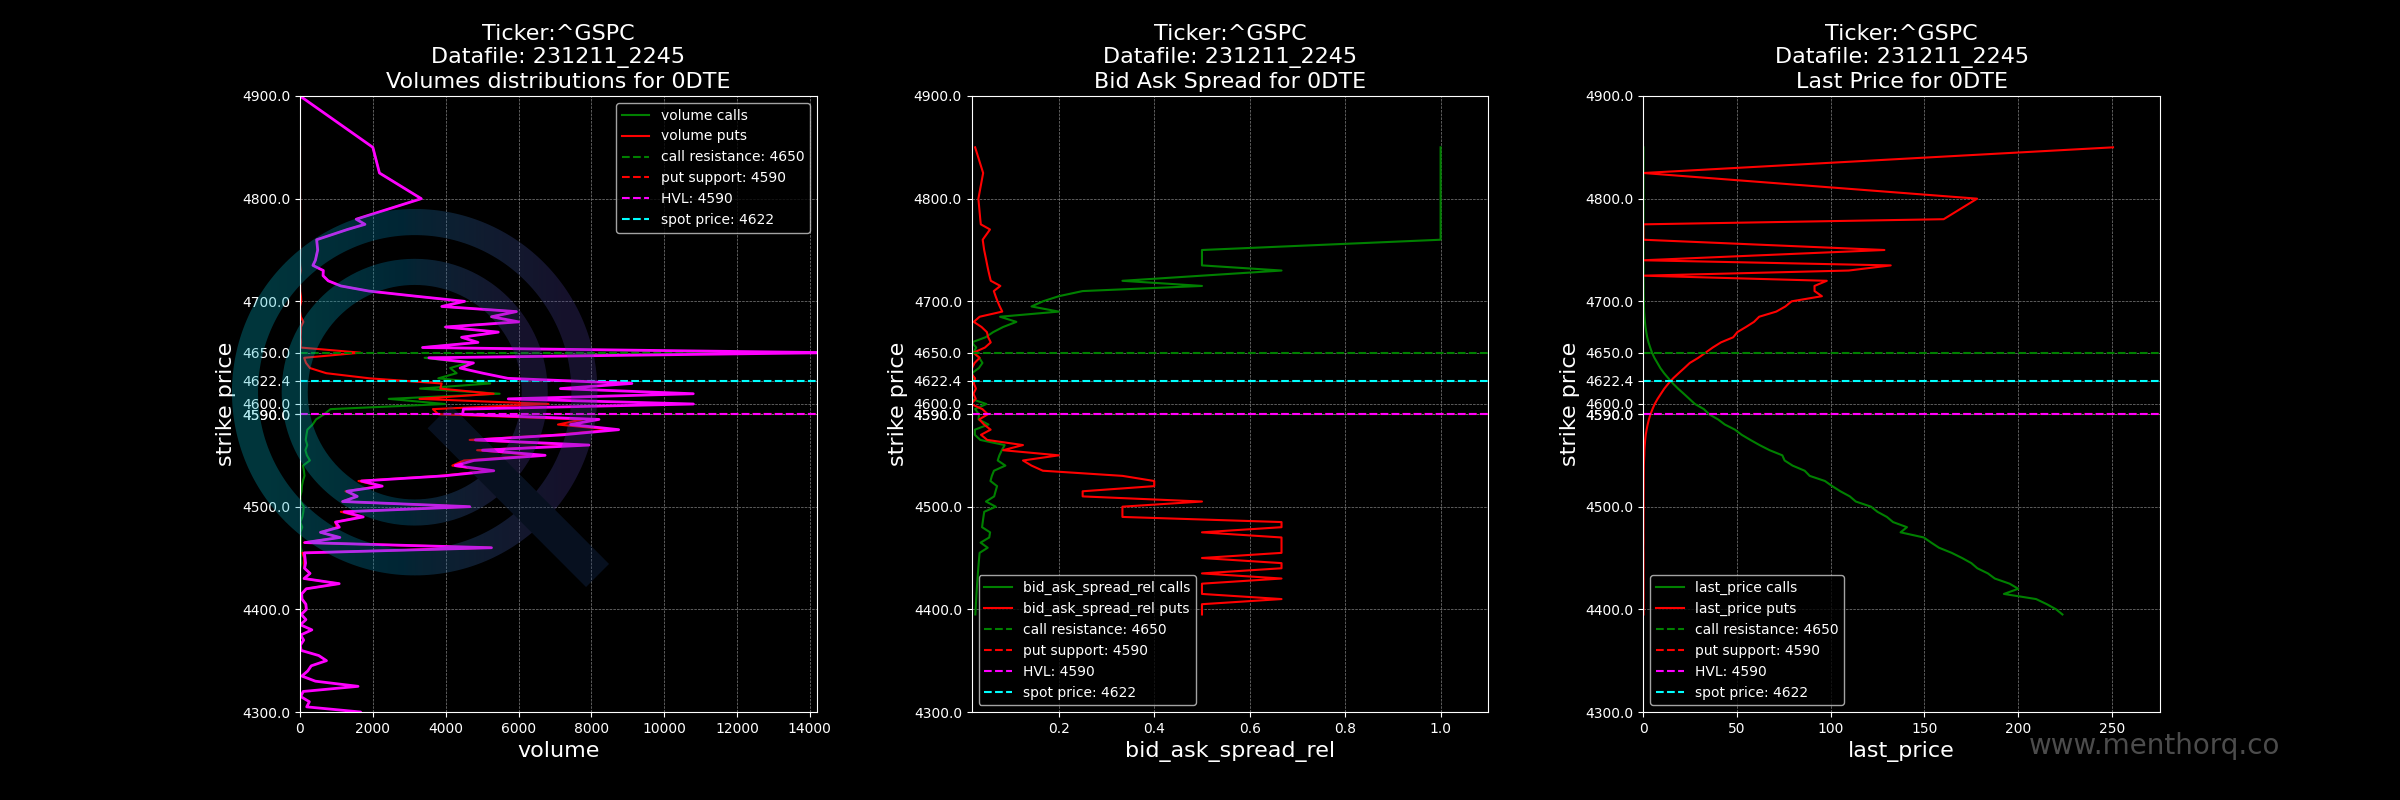 Ticker:^GSPC
Datafile: 231211_2245
Volumes distributions for 0DTE
4900.0
4800.0
4700.0
4650.0
4622.4
4600.0
4590.0
4500.0
4400.0
4300.0
strike price
volume calls
volume puts
call resistance: 4650
put support: 4590
HVL: 4590
spot price: 4622
0 2000 4000 6000 8000 10000 12000 14000
volume
Ticker:^GSPC
Datafile: 231211_2245
Bid Ask Spread for 0DTE
4900.0
4800.0
4700.0
4650.0
4622.4
4600.0
4590.0
4500.0
4400.0
4300.0
strike price
bid_ask_spread_rel calls
bid_ask_spread_rel puts
call resistance: 4650
put support: 4590
HVL: 4590
spot price: 4622
0.2 0.4 0.6 0.8 1.0
bid_ask_spread_rel
Ticker:^GSPC
Datafile: 231211_2245
Last Price for 0DTE
4900.0
4800.0
4700.0
4650.0
4622.4
4600.0
4590.0
4500.0
4400.0
4300.0
strike price
last_price calls
last_price puts
call resistance: 4650
put support: 4590
HVL: 4590
spot price: 4622
0 50 100 150 200 250
last_price
www.menthorq.co